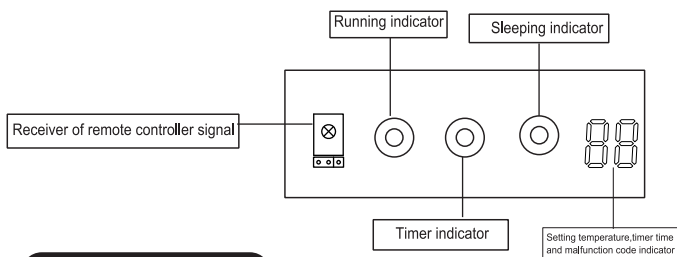 Running indicator
Sleeping indicator
Receiver of remote controller signal
Timer indicator
Setting temperature,timer time
and malfunction code indicator